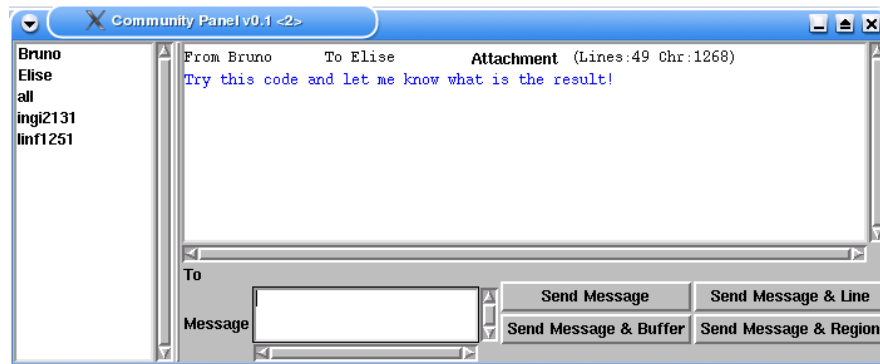 Community Panel v0.1 <2>
Bruno
Elise
all
ingi2131
linf1251
From Bruno To Elise Attachment (Lines:49 Chr:1268)
Try this code and let me know what is the result!
To
Message
Send Message Send Message & Line
Send Message & Buffer Send Message & Region